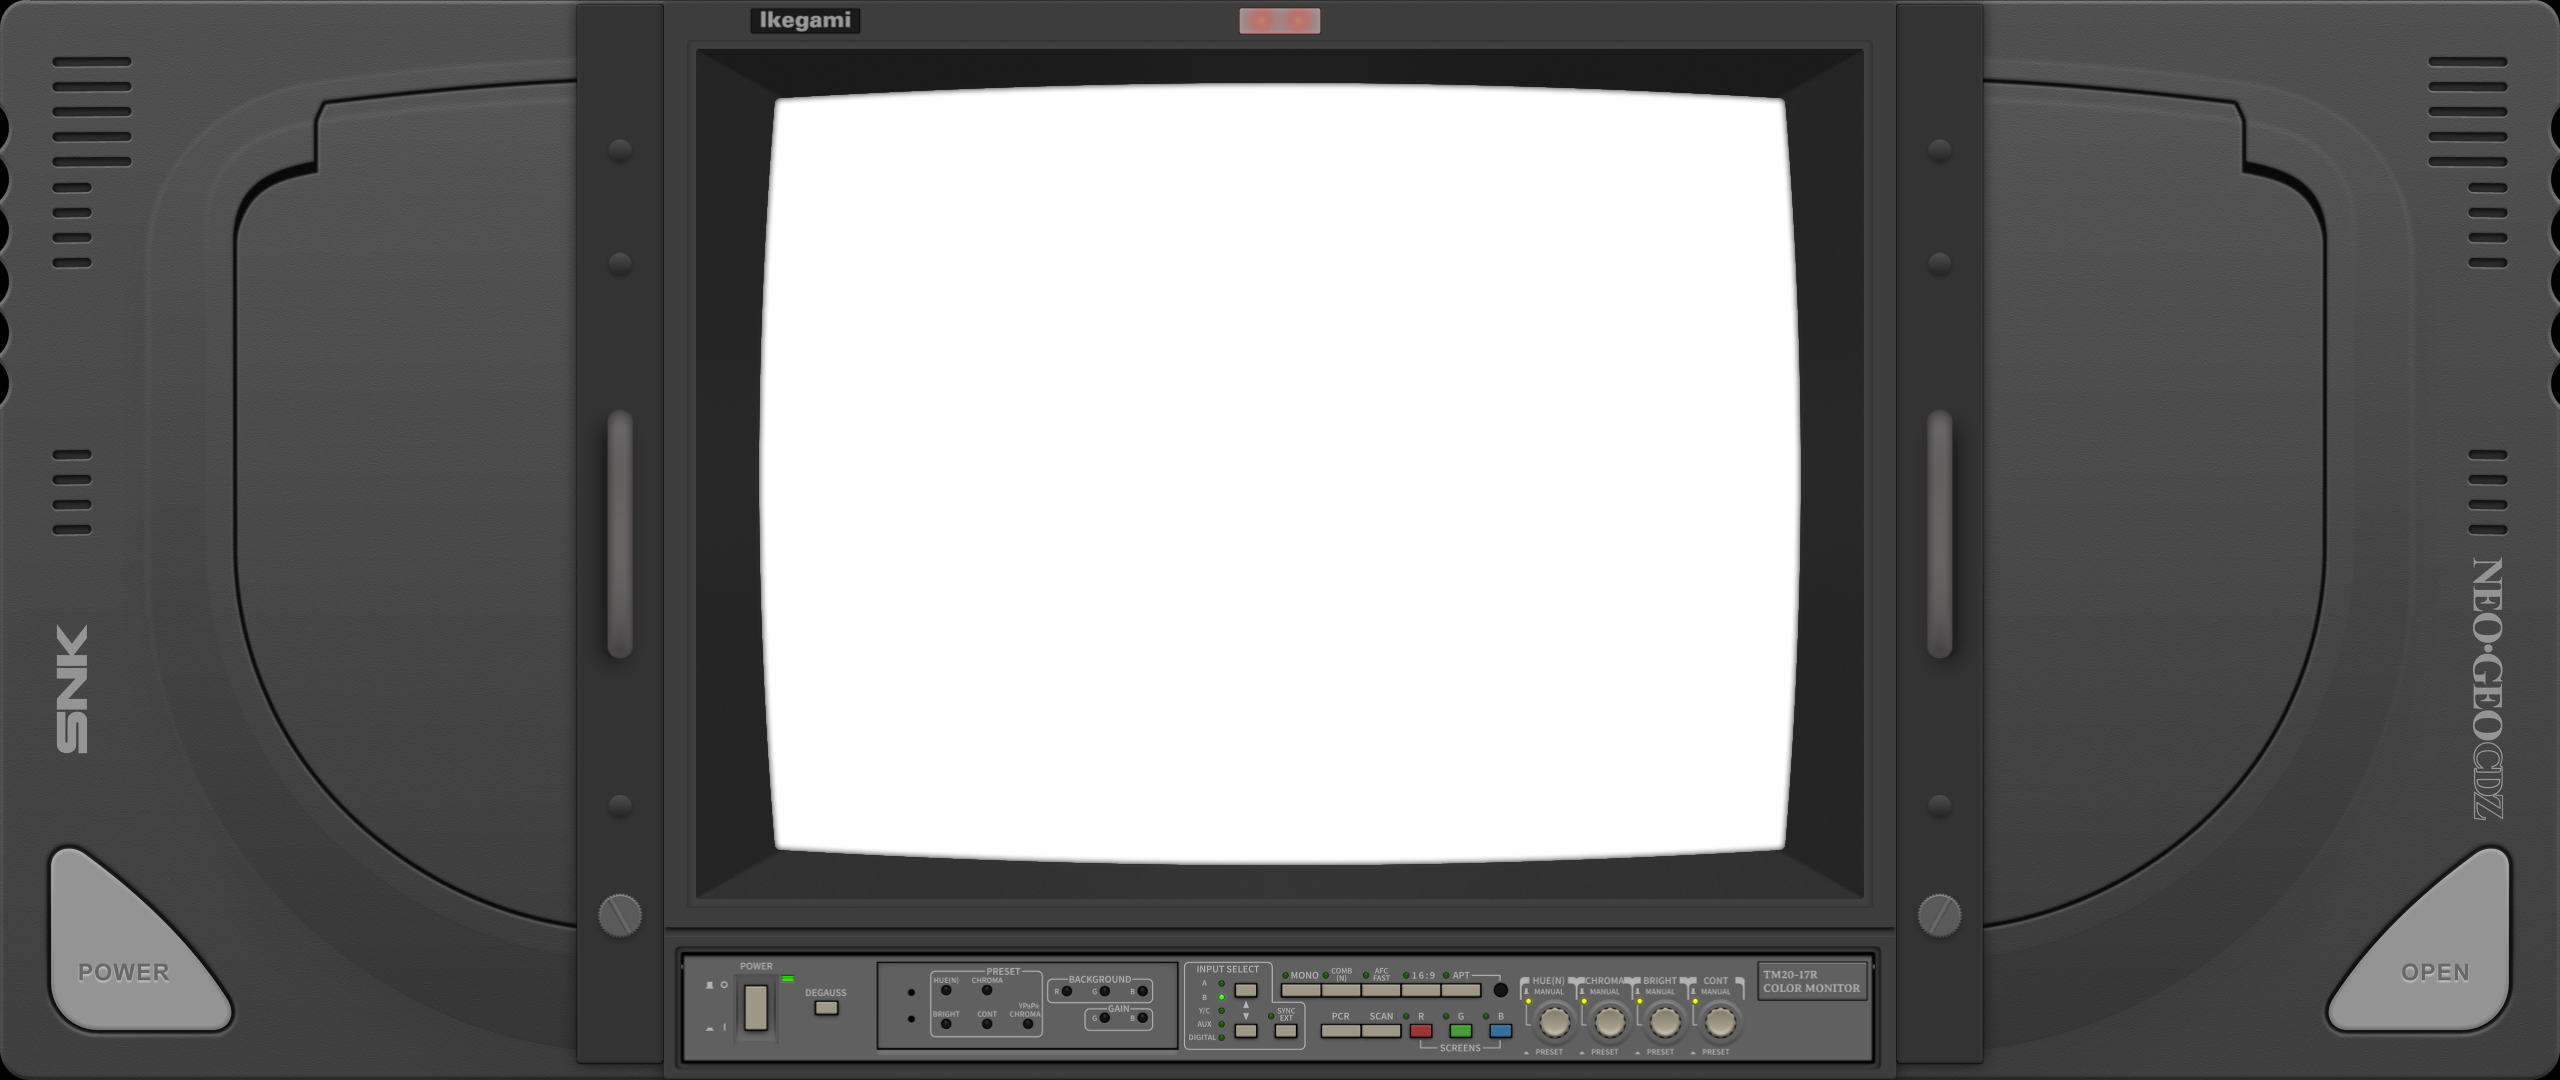 Ikegami
SNK
NEO•GEO CDZ
POWER
OPEN
POWER
DEGAUSS
PRESET
HUE(N) CHROMA
BRIGHT CONT YPBPR CHROMA
BACKGROUND
R G B
GAIN
G B
INPUT SELECT
A
B
Y/C
AUX
DIGITAL
SYNC EXT
MONO COMB (N) AFC FAST 16:9 APT
PCR SCAN R G B
SCREENS
HUE(N) CHROMA BRIGHT CONT
MANUAL MANUAL MANUAL MANUAL
PRESET PRESET PRESET PRESET
TM20-17R
COLOR MONITOR